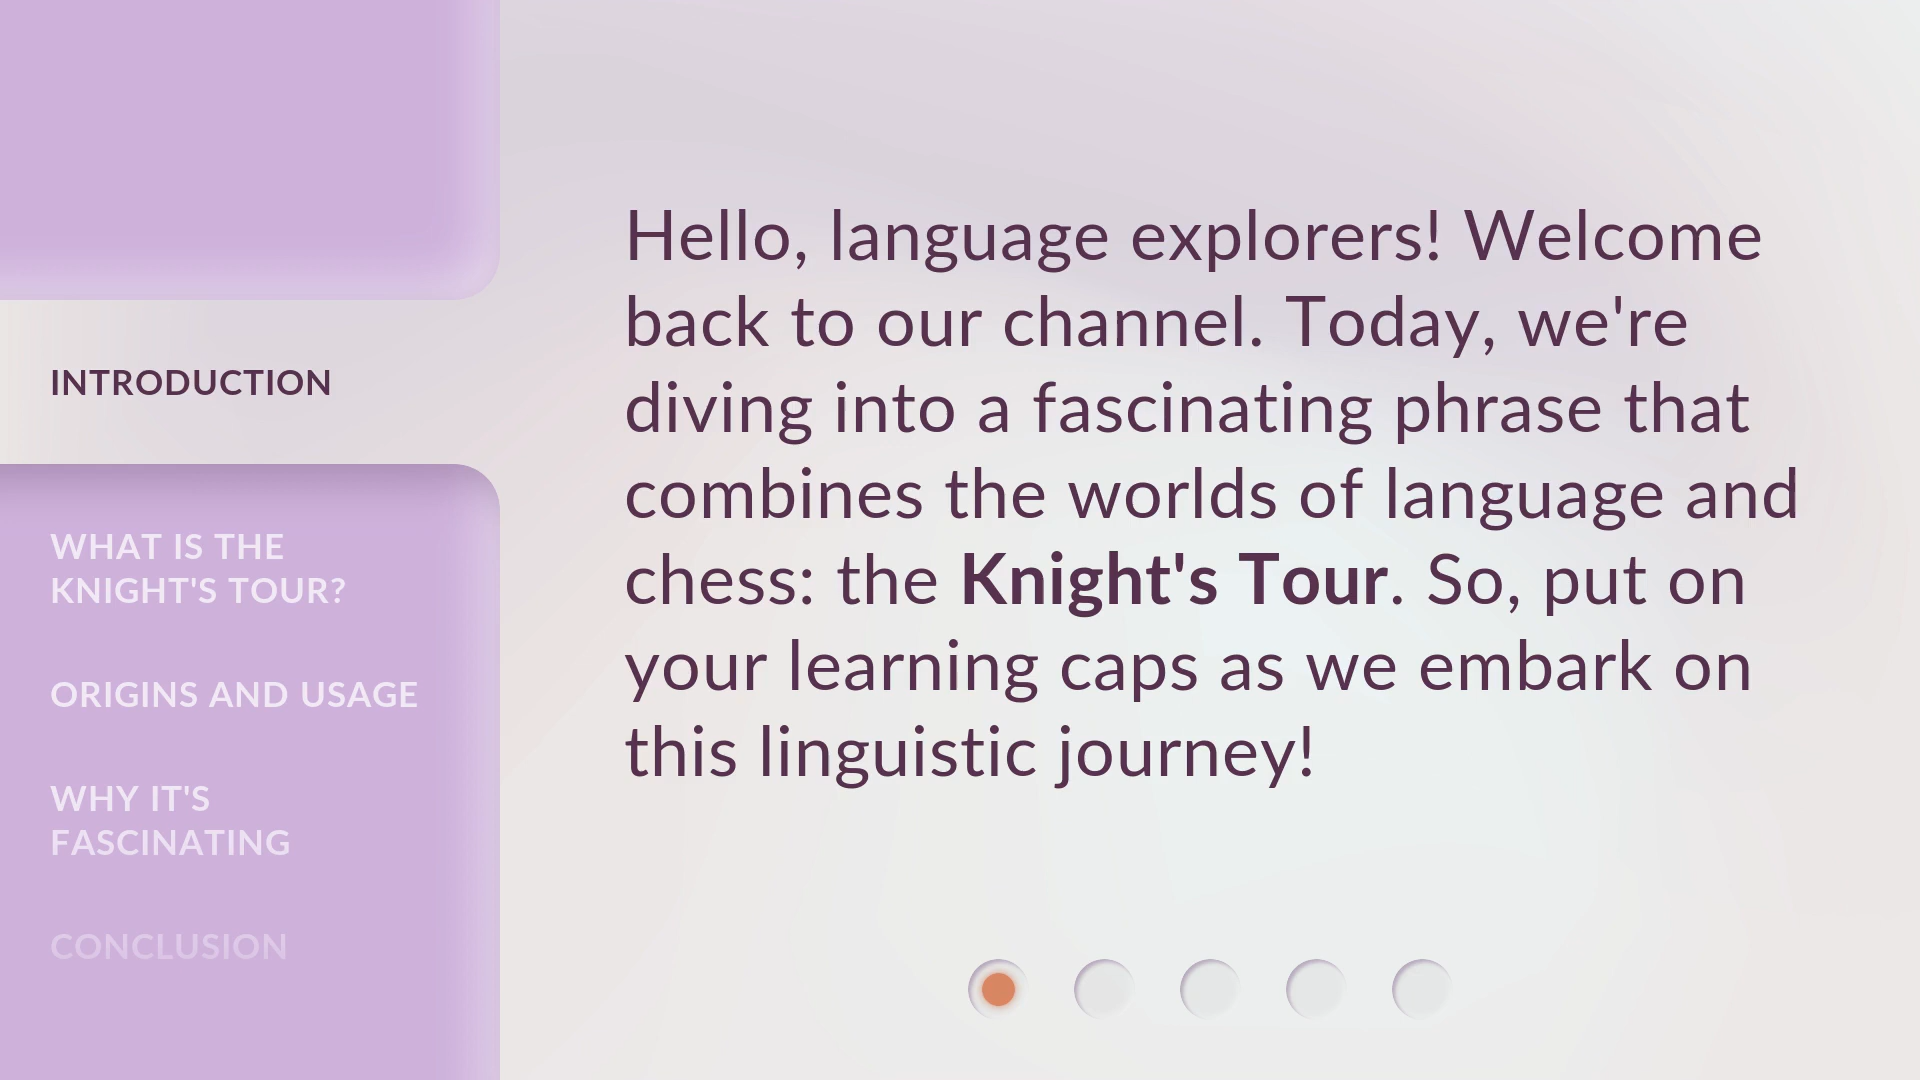 INTRODUCTION
WHAT IS THE
KNIGHT'S TOUR?
ORIGINS AND USAGE
WHY IT'S
FASCINATING
CONCLUSION
Hello, language explorers! Welcome
back to our channel. Today, we're
diving into a fascinating phrase that
combines the worlds of language and
chess: the Knight's Tour. So, put on
your learning caps as we embark on
this linguistic journey!